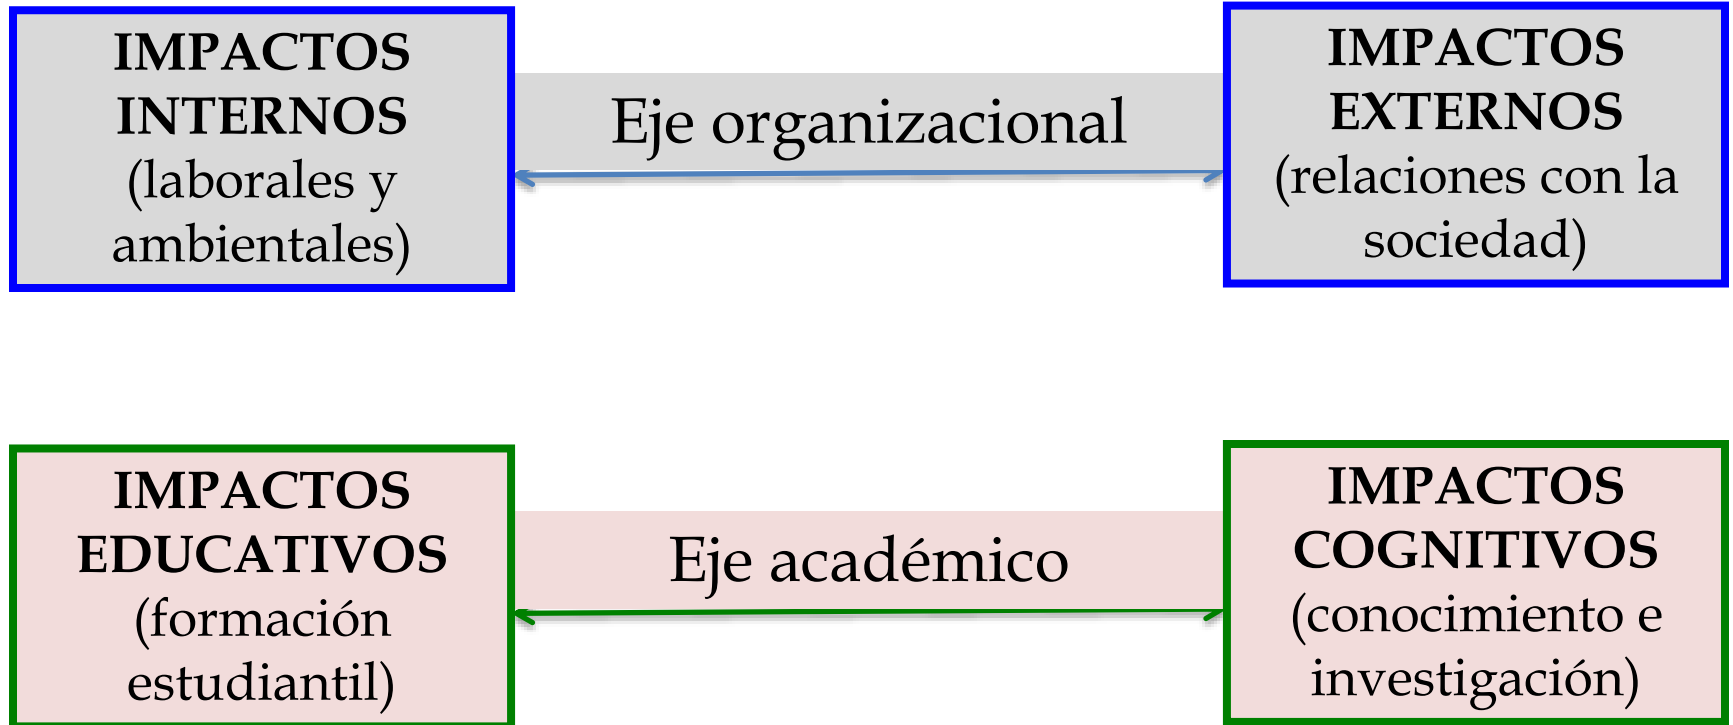 IMPACTOS
INTERNOS
(laborales y
ambientales)
Eje organizacional
IMPACTOS
EXTERNOS
(relaciones con la
sociedad)
IMPACTOS
EDUCATIVOS
(formación
estudiantil)
Eje académico
IMPACTOS
COGNITIVOS
(conocimiento e
investigación)